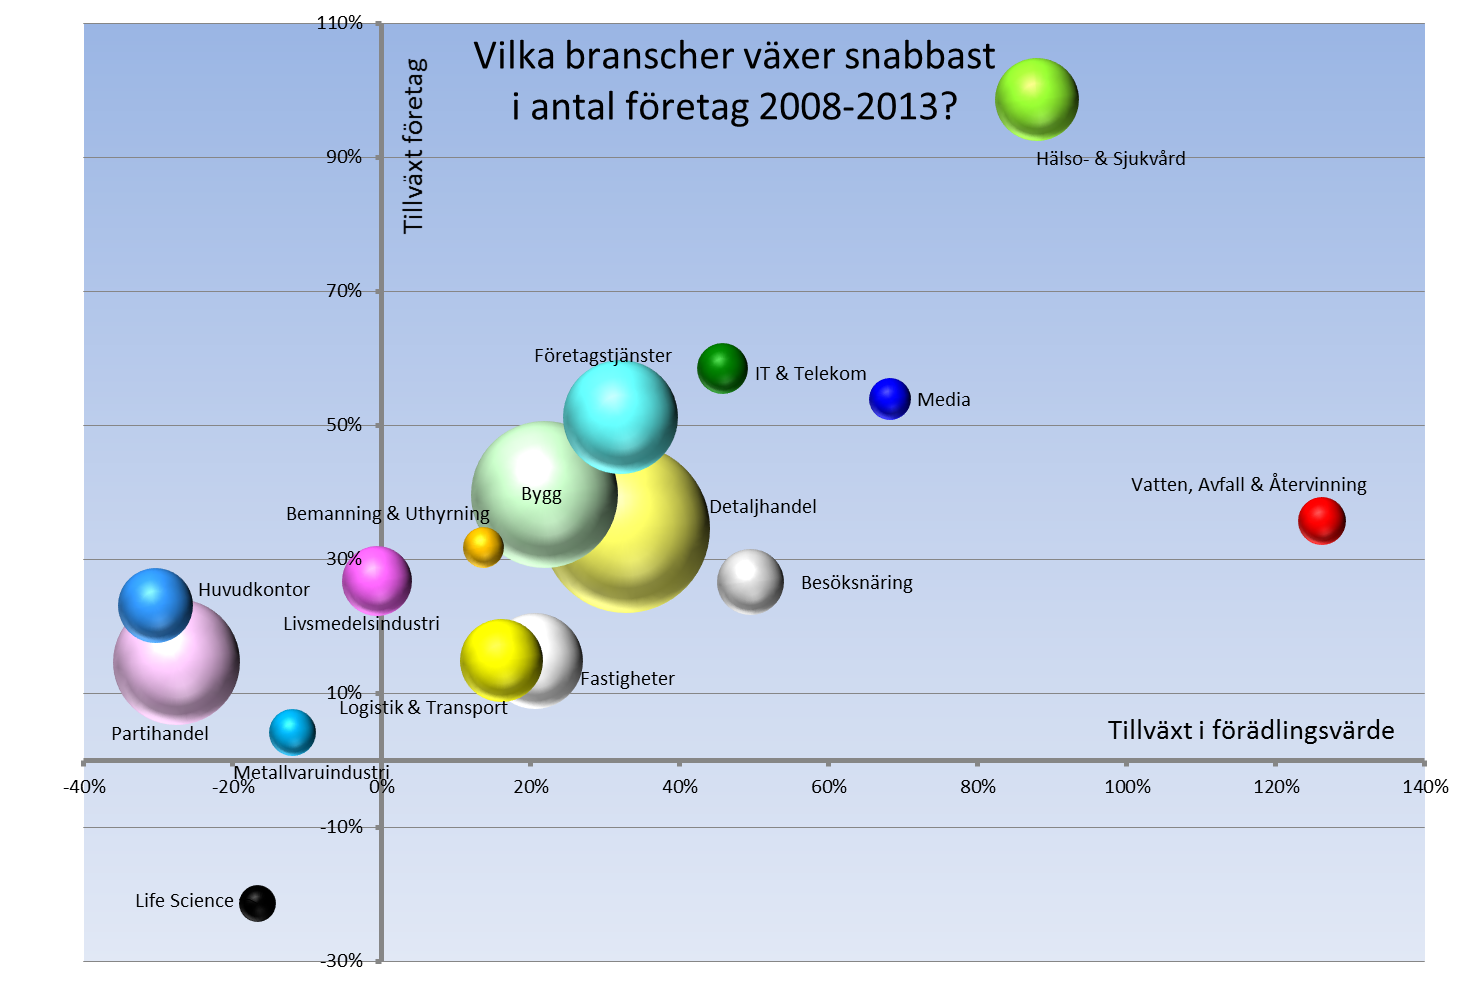 110%
Vilka branscher växer snabbast
i antal företag 2008-2013?
Tillväxt företag
90%
Hälso- & Sjukvård
70%
Företagstjänster
IT & Telekom
Media
50%
Vatten, Avfall & Återvinning
Bygg
Detaljhandel
Bemanning & Uthyrning
30%
Besöksnäring
Huvudkontor
Livsmedelsindustri
Fastigheter
10%
Logistik & Transport
Partihandel
Tillväxt i förädlingsvärde
Metallvaruindustri
-40% -20% 0% 20% 40% 60% 80% 100% 120% 140%
-10%
Life Science
-30%